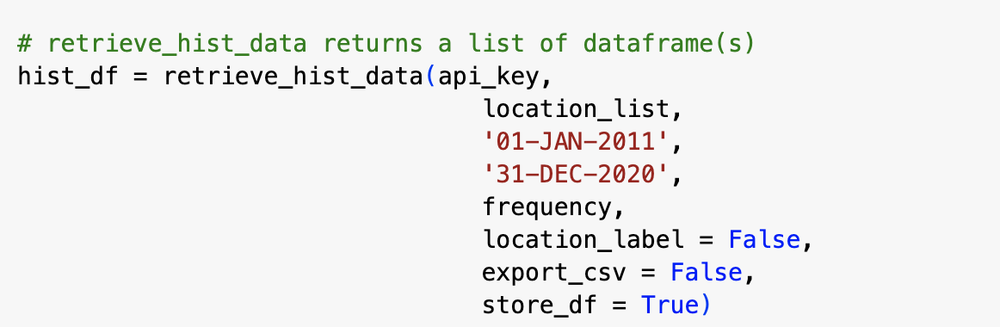 # retrieve_hist_data returns a list of dataframe(s)
hist_df = retrieve_hist_data(api_key,
location_list,
'01-JAN-2011',
'31-DEC-2020',
frequency,
location_label = False,
export_csv = False,
store_df = True)